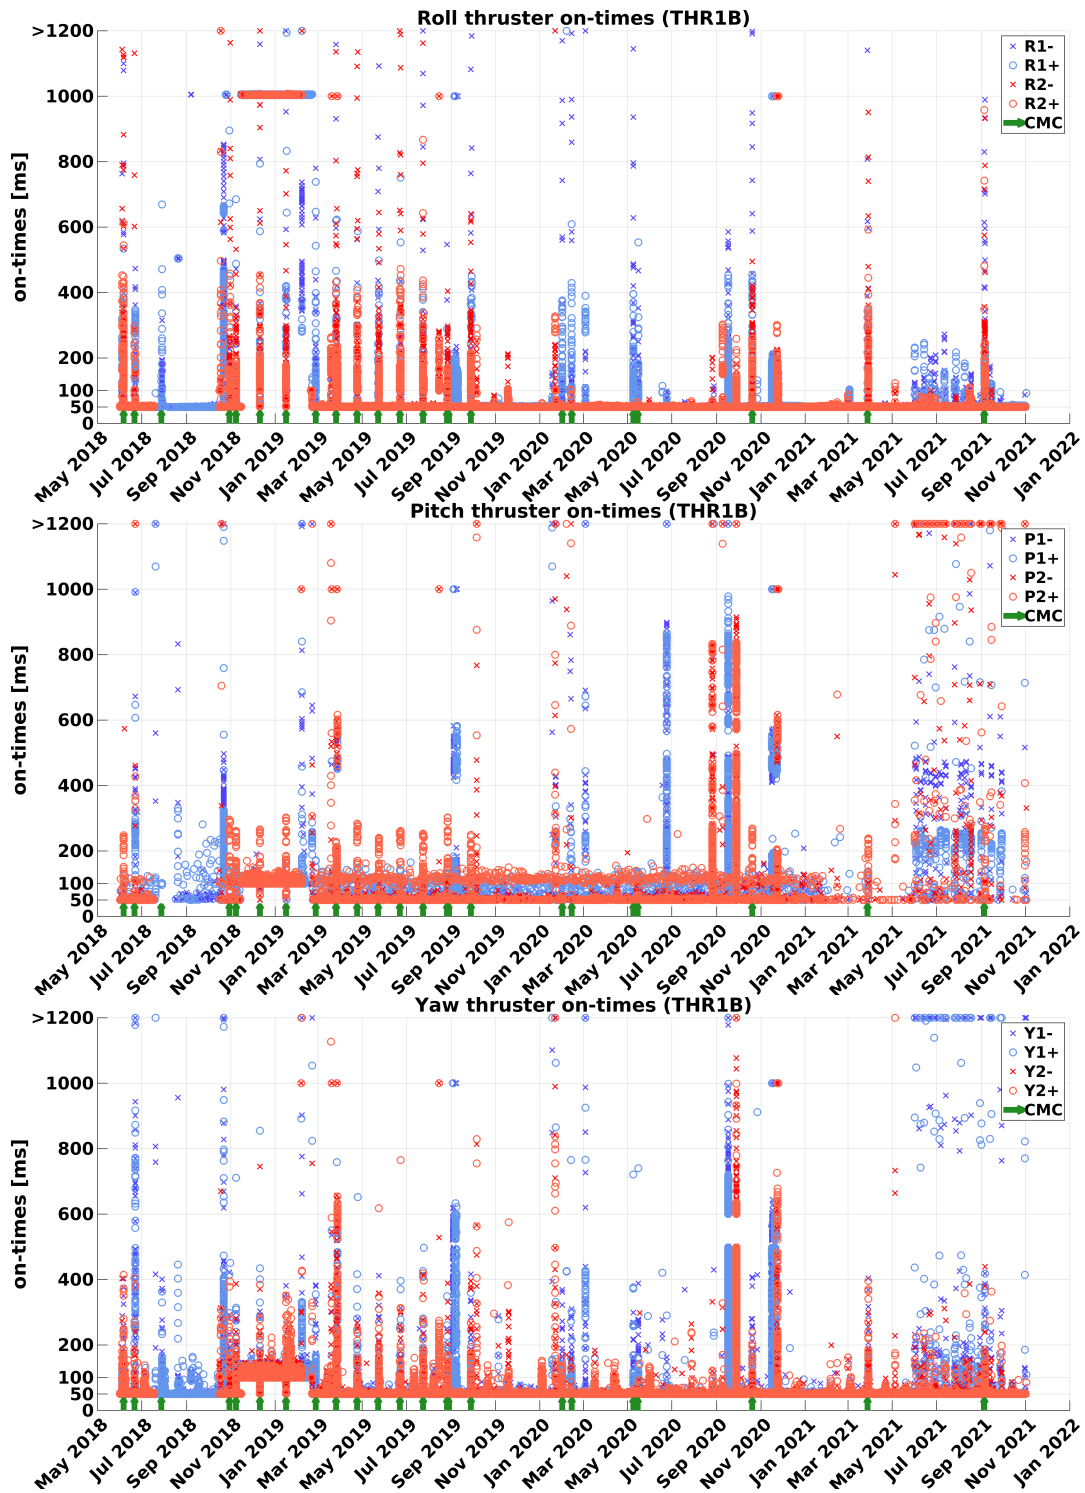 Roll thruster on-times (THR1B)
on-times [ms]
>1200
1000
800
600
400
200
100
50
0
R1-
R1+
R2-
R2+
CMC
May 2018
Jul 2018
Sep 2018
Nov 2018
Jan 2019
Mar 2019
May 2019
Jul 2019
Sep 2019
Nov 2019
Jan 2020
Mar 2020
May 2020
Jul 2020
Sep 2020
Nov 2020
Jan 2021
Mar 2021
May 2021
Jul 2021
Sep 2021
Nov 2021
Jan 2022
Pitch thruster on-times (THR1B)
on-times [ms]
>1200
1000
800
600
400
200
100
50
0
P1-
P1+
P2-
P2+
CMC
May 2018
Jul 2018
Sep 2018
Nov 2018
Jan 2019
Mar 2019
May 2019
Jul 2019
Sep 2019
Nov 2019
Jan 2020
Mar 2020
May 2020
Jul 2020
Sep 2020
Nov 2020
Jan 2021
Mar 2021
May 2021
Jul 2021
Sep 2021
Nov 2021
Jan 2022
Yaw thruster on-times (THR1B)
on-times [ms]
>1200
1000
800
600
400
200
100
50
0
Y1-
Y1+
Y2-
Y2+
CMC
May 2018
Jul 2018
Sep 2018
Nov 2018
Jan 2019
Mar 2019
May 2019
Jul 2019
Sep 2019
Nov 2019
Jan 2020
Mar 2020
May 2020
Jul 2020
Sep 2020
Nov 2020
Jan 2021
Mar 2021
May 2021
Jul 2021
Sep 2021
Nov 2021
Jan 2022